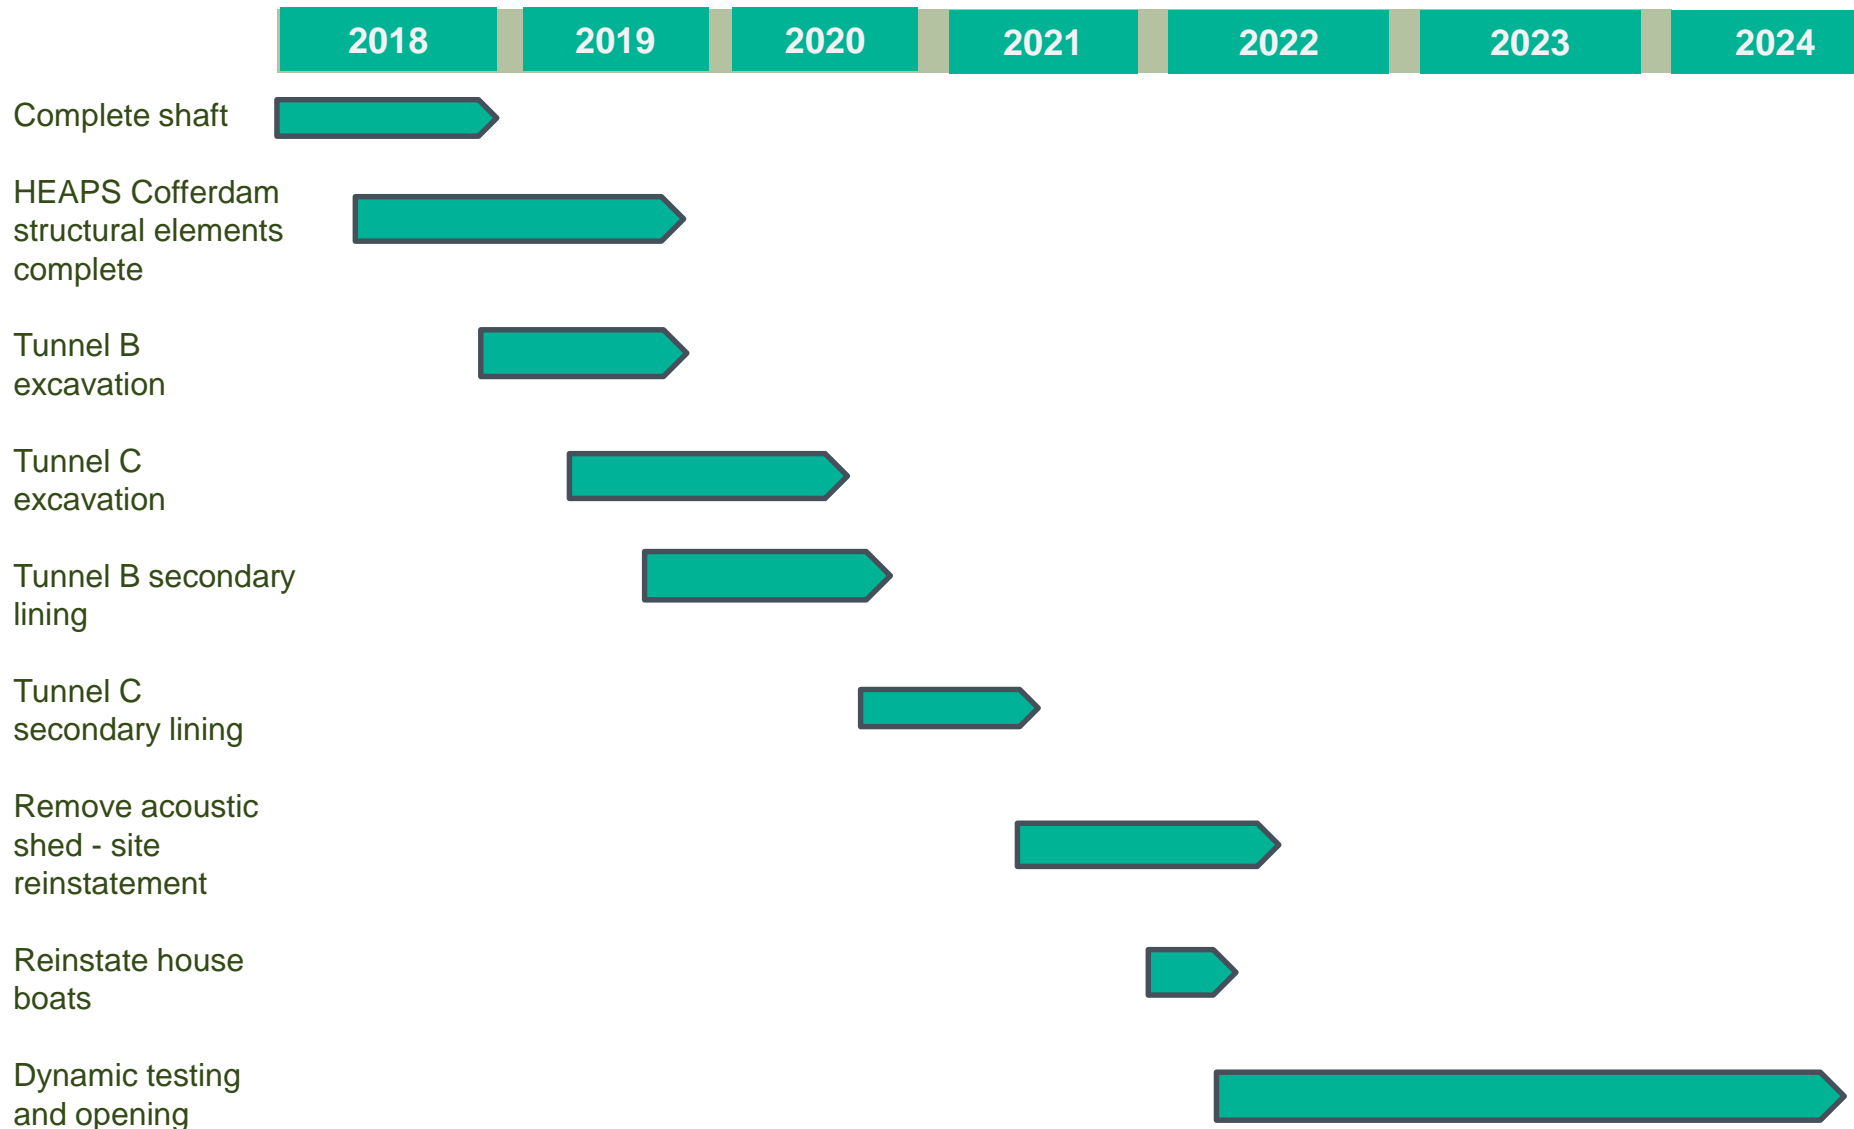 2018 2019 2020 2021 2022 2023 2024
Complete shaft
HEAPS Cofferdam
structural elements
complete
Tunnel B
excavation
Tunnel C
excavation
Tunnel B secondary
lining
Tunnel C
secondary lining
Remove acoustic
shed - site
reinstatement
Reinstate house
boats
Dynamic testing
and opening